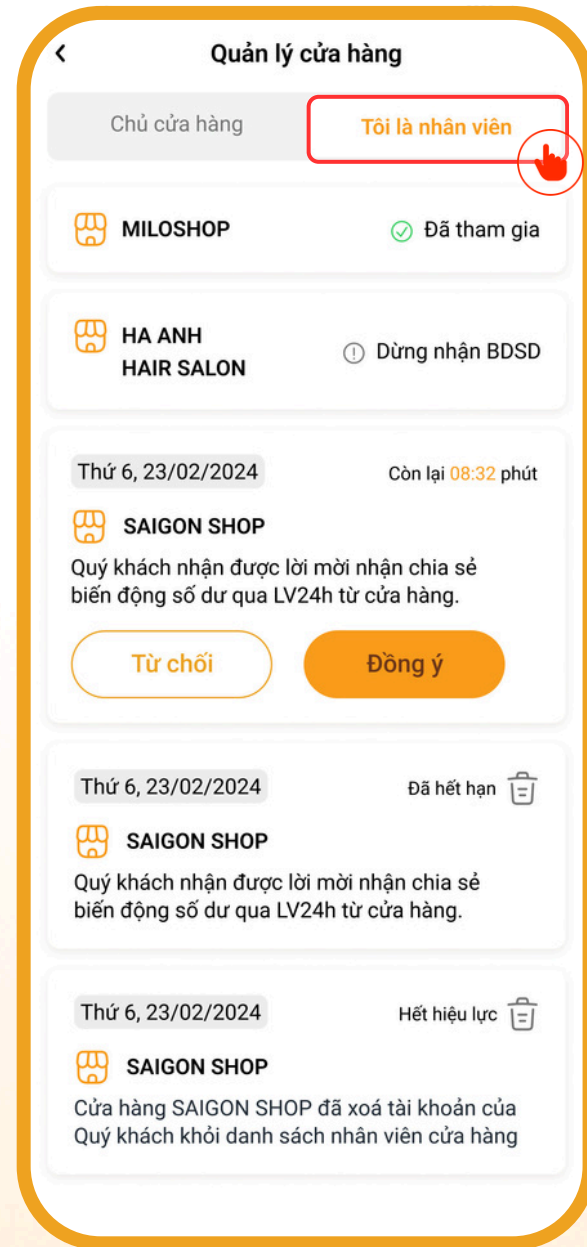 Quản lý cửa hàng
Chủ cửa hàng
Tôi là nhân viên
MILOSHOP
Đã tham gia
HA ANH
HAIR SALON
Dừng nhận BDSD
Thứ 6, 23/02/2024
Còn lại 08:32 phút
SAIGON SHOP
Quý khách nhận được lời mời nhận chia sẻ
biến động số dư qua LV24h từ cửa hàng.
Từ chối
Đồng ý
Thứ 6, 23/02/2024
Đã hết hạn
SAIGON SHOP
Quý khách nhận được lời mời nhận chia sẻ
biến động số dư qua LV24h từ cửa hàng.
Thứ 6, 23/02/2024
Hết hiệu lực
SAIGON SHOP
Cửa hàng SAIGON SHOP đã xoá tài khoản của
Quý khách khỏi danh sách nhân viên cửa hàng